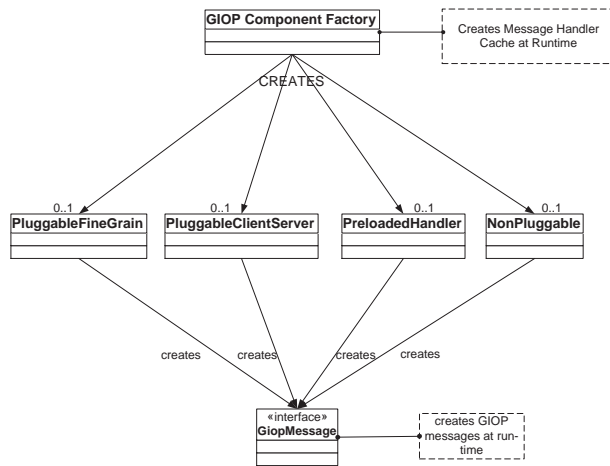 GIOP Component Factory
Creates Message Handler
Cache at Runtime
CREATES
0..1
0..1
0..1
0..1
PluggableFineGrain
PluggableClientServer
PreloadedHandler
NonPluggable
creates
creates
creates
creates
«interface»
GiopMessage
creates GIOP
messages at run-
time